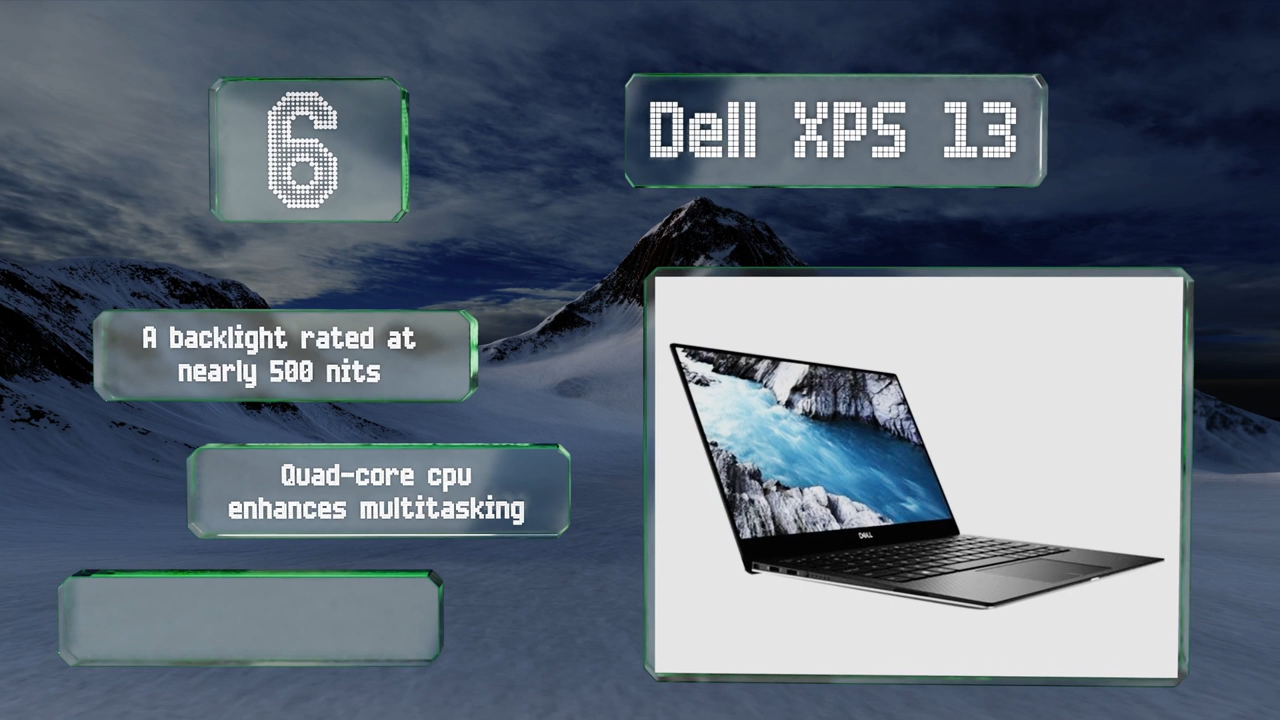 6
Dell XPS 13
A backlight rated at
nearly 500 nits
Quad-core cpu
enhances multitasking
DELL